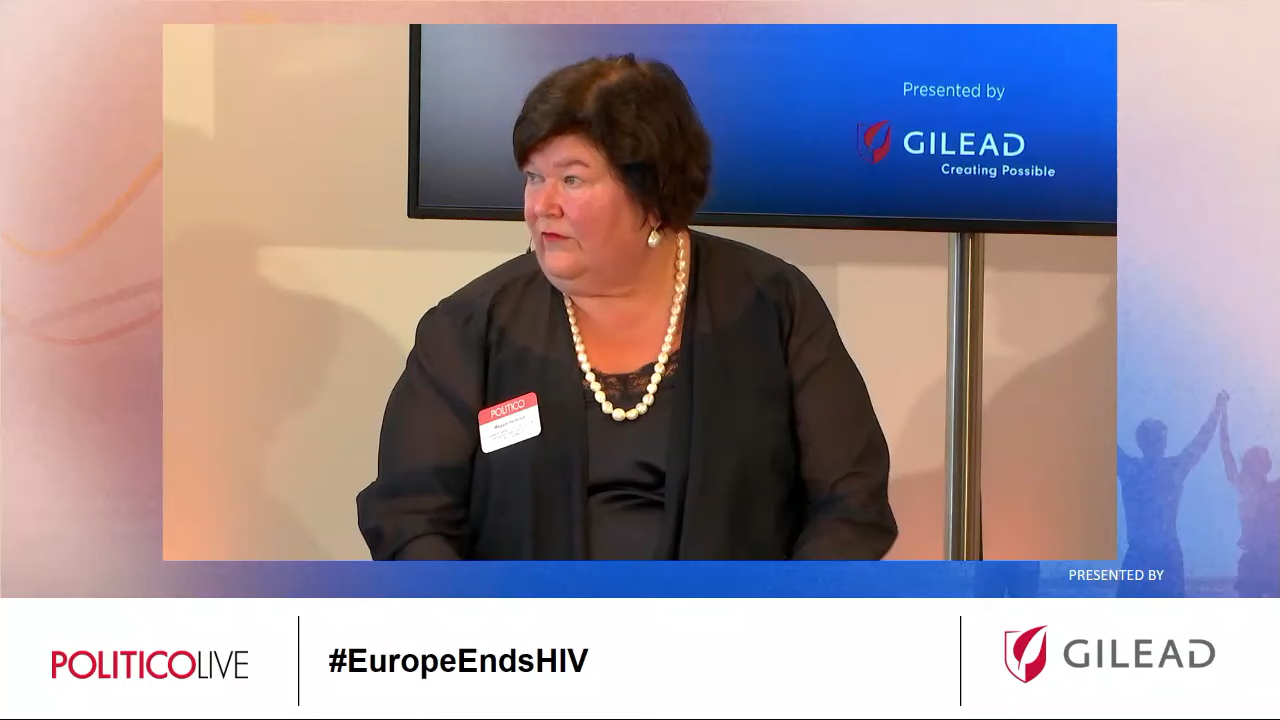 Presented by
GILEAD
Creating Possible
POLITICO
PRESENTED BY
POLITICOLIVE
#EuropeEndsHIV
GILEAD